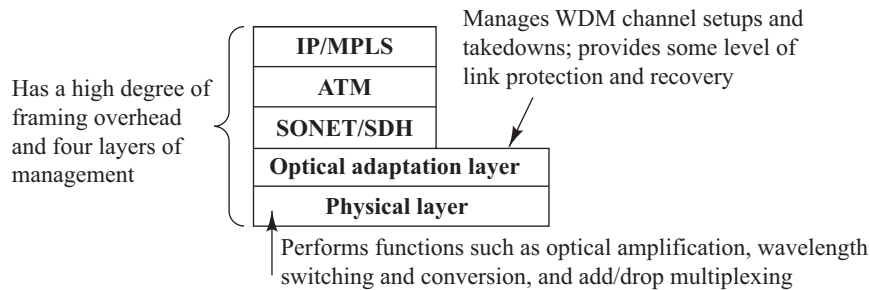 Manages WDM channel setups and
takedowns; provides some level of
link protection and recovery
Has a high degree of
framing overhead
and four layers of
management
IP/MPLS
ATM
SONET/SDH
Optical adaptation layer
Physical layer
Performs functions such as optical amplification, wavelength
switching and conversion, and add/drop multiplexing